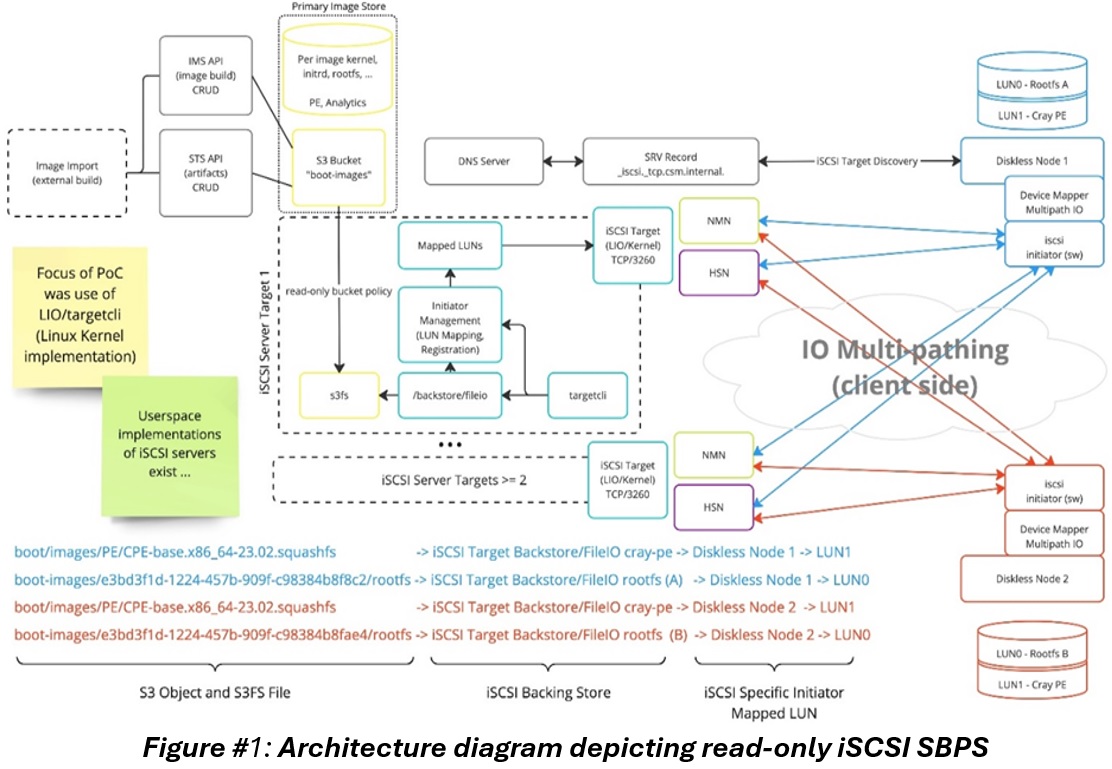 Primary Image Store
Per image kernel,
initrd, rootfs, ...
PE, Analytics
IMS API
(image build)
CRUD
Image Import
(external build)
STS API
(artifacts)
CRUD
S3 Bucket
"boot-images"
DNS Server
SRV Record
_iscsi._tcp.csm.internal.
iSCSI Target Discovery
LUN0 - Rootfs A
LUN1 - Cray PE
Diskless Node 1
Device Mapper
Multipath IO
iscsi
initiator (sw)
Focus of PoC
was use of
LIO/targetcli
(Linux Kernel
implementation)
Userspace
implementations
of iSCSI servers
exist ...
iSCSI Server Target 1
read-only bucket policy
Mapped LUNs
iSCSI Target
(LIO/Kernel)
TCP/3260
NMN
HSN
Initiator
Management
(LUN Mapping,
Registration)
s3fs
/backstore/fileio
targetcli
IO Multi-pathing
(client side)
...
iSCSI Server Targets >= 2
iSCSI Target
(LIO/Kernel)
TCP/3260
NMN
HSN
iscsi
initiator (sw)
Device Mapper
Multipath IO
Diskless Node 2
LUN0 - Rootfs B
LUN1 - Cray PE
boot/images/PE/CPE-base.x86_64-23.02.squashfs -> iSCSI Target Backstore/FileIO cray-pe -> Diskless Node 1 -> LUN1
boot-images/e3bd3f1d-1224-457b-909f-c98384b8f8c2/rootfs -> iSCSI Target Backstore/FileIO rootfs (A) -> Diskless Node 1 -> LUN0
boot/images/PE/CPE-base.x86_64-23.02.squashfs -> iSCSI Target Backstore/FileIO cray-pe -> Diskless Node 2 -> LUN1
boot-images/e3bd3f1d-1224-457b-909f-c98384b8fae4/rootfs -> iSCSI Target Backstore/FileIO rootfs (B) -> Diskless Node 2 -> LUN0
S3 Object and S3FS File
iSCSI Backing Store
iSCSI Specific Initiator
Mapped LUN
Figure #1: Architecture diagram depicting read-only iSCSI SBPS